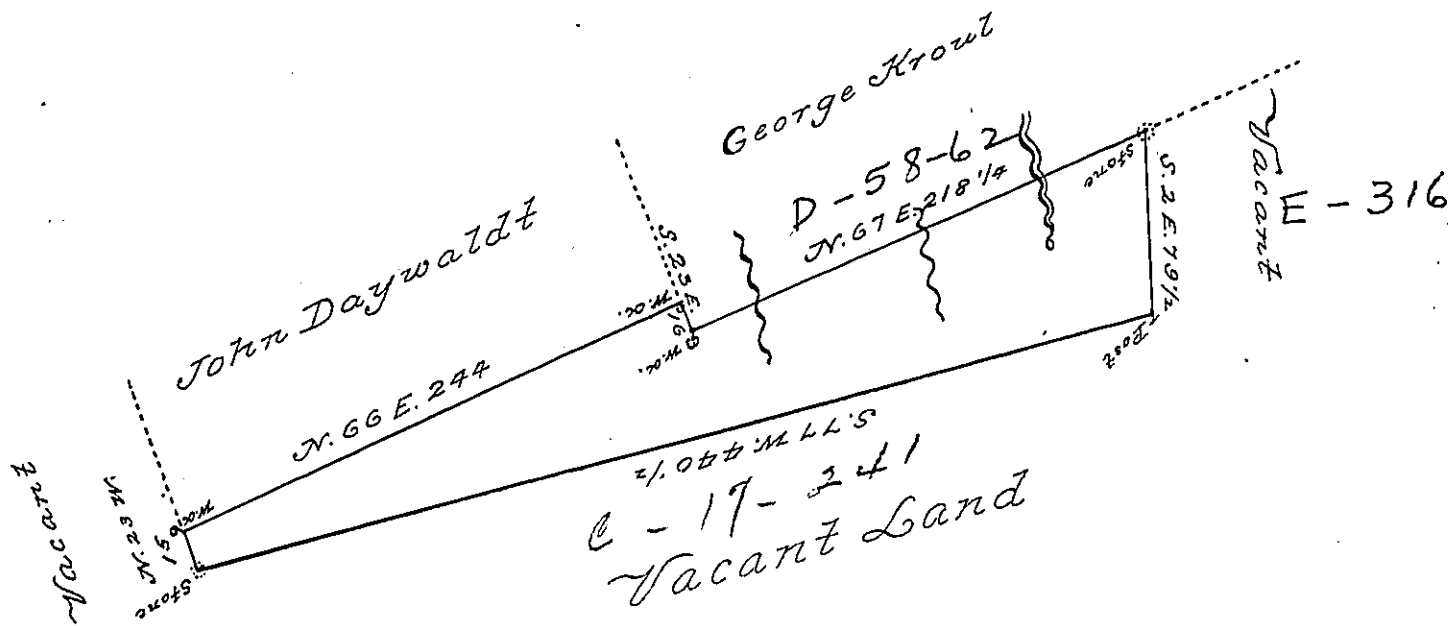 George Kroul
D-58-62
N. 67 E. 218 1/4
Stone
S. 2 E 79 1/2
Post
Vacant
E-316
John Daywaldt
S. 23 E.
16
W.O.
W.O.
N. 66 E. 244
W.O.
N. 23 W.
15
Stone
Vacant
S. 77 W. 440 1/2
C-17-241
Vacant Land